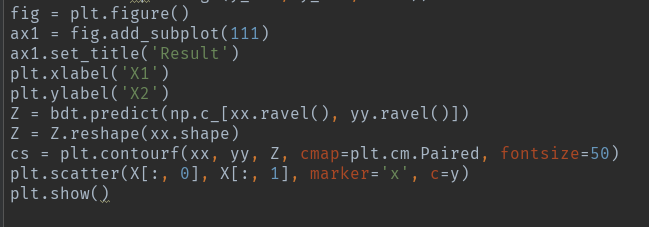 fig = plt.figure()
ax1 = fig.add_subplot(111)
ax1.set_title('Result')
plt.xlabel('X1')
plt.ylabel('X2')
Z = bdt.predict(np.c_[xx.ravel(), yy.ravel()])
Z = Z.reshape(xx.shape)
cs = plt.contourf(xx, yy, Z, cmap=plt.cm.Paired, fontsize=50)
plt.scatter(X[:, 0], X[:, 1], marker='x', c=y)
plt.show()